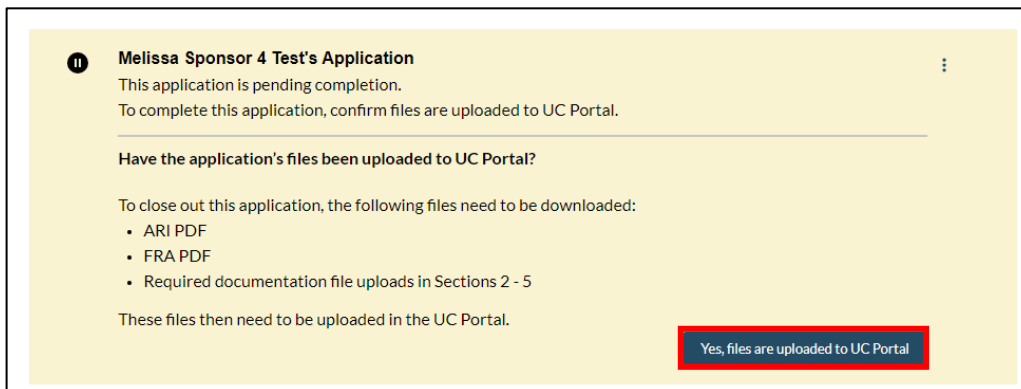 Melissa Sponsor 4 Test's Application
This application is pending completion.
To complete this application, confirm files are uploaded to UC Portal.
Have the application's files been uploaded to UC Portal?
To close out this application, the following files need to be downloaded:
• ARI PDF
• FRA PDF
• Required documentation file uploads in Sections 2 - 5
These files then need to be uploaded in the UC Portal.
Yes, files are uploaded to UC Portal